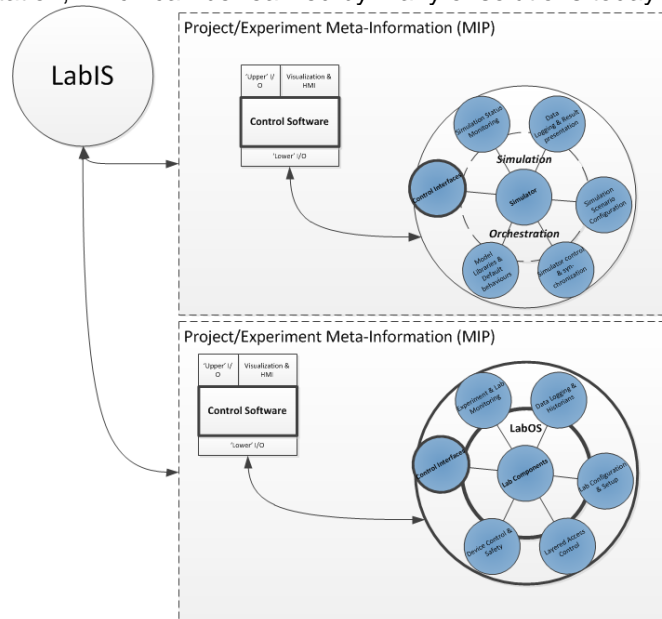 Project/Experiment Meta-Information (MIP)
LabIS
'Upper' I/
O
Visualization &
HMI
Control Software
'Lower' I/O
Simulation Status
Monitoring
Data
Logging & Result
presentation
Simulation
Control Interfaces
Simulator
Simulation
Scenario
Configuration
Orchestration
Model
Libraries &
Default
behaviours
Simulator control
& syn-
chronization
Project/Experiment Meta-Information (MIP)
'Upper' I/
O
Visualization &
HMI
Control Software
'Lower' I/O
Experiment & Lab
Monitoring
Data Logging &
Historians
LabOS
Control Interfaces
Lab Components
Lab Configuration
& Setup
Device Control &
Safety
Layered Access
Control